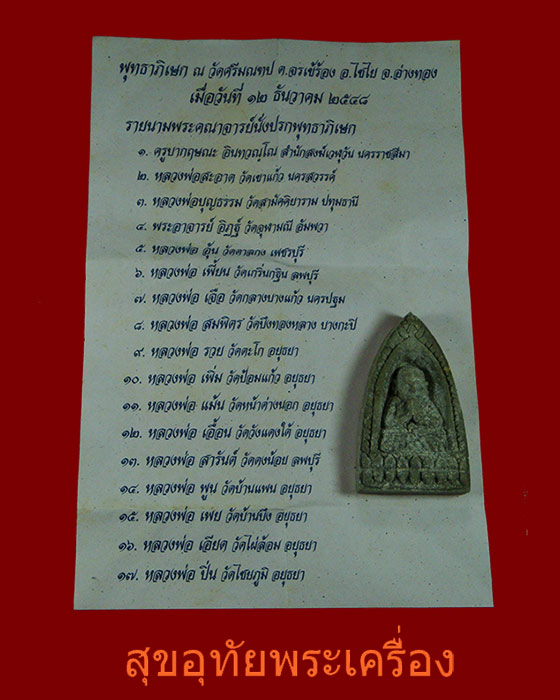 พุทธาภิเษก ณ วัดศรีมณฑป ต.จรเข้ร้อง อ.ไชโย จ.อ่างทอง
เมื่อวันที่ ๑๒ ธันวาคม ๒๕๔๘
รายนามพระคณาจารย์นั่งปรกพุทธาภิเษก
๑. ครูบากฤษณะ อินทวณฺโณ สำนักสงฆ์เวฬุวัน นครราชสีมา
๒. หลวงพ่อสะอาด วัดเขาแก้ว นครสวรรค์
๓. หลวงพ่อบุญธรรม วัดสามัคคิยาราม ปทุมธานี
๔. พระอาจารย์ อิฏฐ์ วัดจุฬามณี อัมพวา
๕. หลวงพ่อ อุ้น วัดตาลกง เพชรบุรี
๖. หลวงพ่อ เพี้ยน วัดเกริ่นกฐิน ลพบุรี
๗. หลวงพ่อ เจือ วัดกลางบางแก้ว นครปฐม
๘. หลวงพ่อ สมพิศร วัดบึงทองหลาง บางกะปิ
๙. หลวงพ่อ รวย วัดตะโก อยุธยา
๑๐. หลวงพ่อ เพิ่ม วัดป้อมแก้ว อยุธยา
๑๑. หลวงพ่อ แม้น วัดหน้าต่างนอก อยุธยา
๑๒. หลวงพ่อ เอื้อน วัดวังแดงใต้ อยุธยา
๑๓. หลวงพ่อ สารันต์ วัดดงน้อย ลพบุรี
๑๔. หลวงพ่อ พูน วัดบ้านแพน อยุธยา
๑๕. หลวงพ่อ เฟย วัดบ้านบึง อยุธยา
๑๖. หลวงพ่อ เอียด วัดไผ่ล้อม อยุธยา
๑๗. หลวงพ่อ ปิ่น วัดไชยภูมิ อยุธยา
สุขอุทัยพระเครื่อง